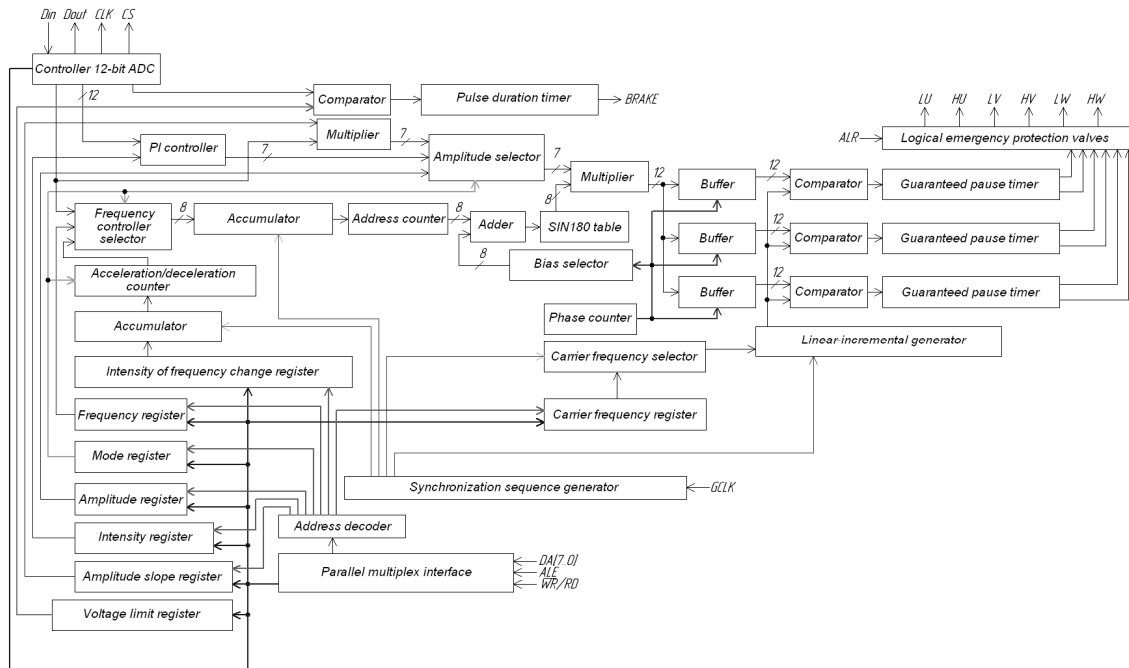 Din Dout CLK CS
Controller 12-bit ADC
12
Comparator
Pulse duration timer
BRAKE
LU HU LV HV LW HW
ALR
Logical emergency protection valves
Multiplier
7
PI controller
7
Amplitude selector
7
Multiplier
12
Buffer
12
Comparator
Guaranteed pause timer
Frequency
controller
selector
8
Accumulator
Address counter
8
Adder
8
SIN180 table
Buffer
12
Comparator
Guaranteed pause timer
8
Bias selector
Acceleration/deceleration
counter
Buffer
12
Comparator
Guaranteed pause timer
Phase counter
Accumulator
Linear-incremental generator
Carrier frequency selector
Intensity of frequency change register
Frequency register
Carrier frequency register
Mode register
Synchronization sequence generator
GCLK
Amplitude register
Address decoder
Intensity register
DA[7..0]
ALE
WR/RD
Parallel multiplex interface
Amplitude slope register
Voltage limit register